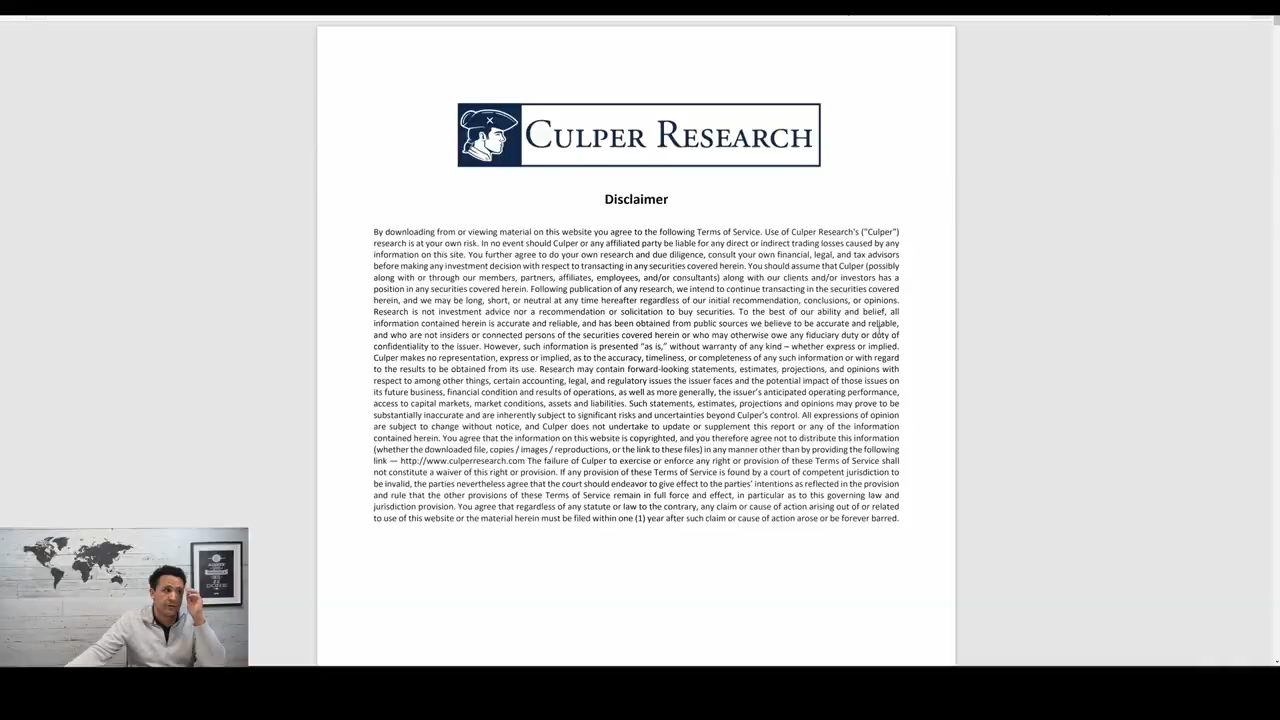 CULPER RESEARCH
Disclaimer
By downloading from or viewing material on this website you agree to the following Terms of Service. Use of Culper Research's ("Culper")
research is at your own risk. In no event should Culper or any affiliated party be liable for any direct or indirect trading losses caused by any
information on this site. You further agree to do your own research and due diligence, consult your own financial, legal, and tax advisors
before making any investment decision with respect to transacting in any securities covered herein. You should assume that Culper (possibly
along with or through our members, partners, affiliates, employees, and/or consultants) along with our clients and/or investors has a
position in any securities covered herein. Following publication of any research, we intend to continue transacting in the securities covered
herein, and we may be long, short, or neutral at any time hereafter regardless of our initial recommendation, conclusions, or opinions.
Research is not investment advice nor a recommendation or solicitation to buy securities. To the best of our ability and belief, all
information contained herein is accurate and reliable, and has been obtained from public sources we believe to be accurate and reliable,
and who are not insiders or connected persons of the securities covered herein or who may otherwise owe any fiduciary duty or duty of
confidentiality to the issuer. However, such information is presented "as is," without warranty of any kind – whether express or implied.
Culper makes no representation, express or implied, as to the accuracy, timeliness, or completeness of any such information or with regard
to the results to be obtained from its use. Research may contain forward-looking statements, estimates, projections, and opinions with
respect to among other things, certain accounting, legal, and regulatory issues the issuer faces and the potential impact of those issues on
its future business, financial condition and results of operations, as well as more generally, the issuer's anticipated operating performance,
access to capital markets, market conditions, assets and liabilities. Such statements, estimates, projections and opinions may prove to be
substantially inaccurate and are inherently subject to significant risks and uncertainties beyond Culper's control. All expressions of opinion
are subject to change without notice, and Culper does not undertake to update or supplement this report or any of the information
contained herein. You agree that the information on this website is copyrighted, and you therefore agree not to distribute this information
(whether the downloaded file, copies / images / reproductions, or the link to these files) in any manner other than by providing the following
link — http://www.culperresearch.com The failure of Culper to exercise or enforce any right or provision of these Terms of Service shall
not constitute a waiver of this right or provision. If any provision of these Terms of Service is found by a court of competent jurisdiction to
be invalid, the parties nevertheless agree that the court should endeavor to give effect to the parties' intentions as reflected in the provision
and rule that the other provisions of these Terms of Service remain in full force and effect, in particular as to this governing law and
jurisdiction provision. You agree that regardless of any statute or law to the contrary, any claim or cause of action arising out of or related
to use of this website or the material herein must be filed within one (1) year after such claim or cause of action arose or be forever barred.